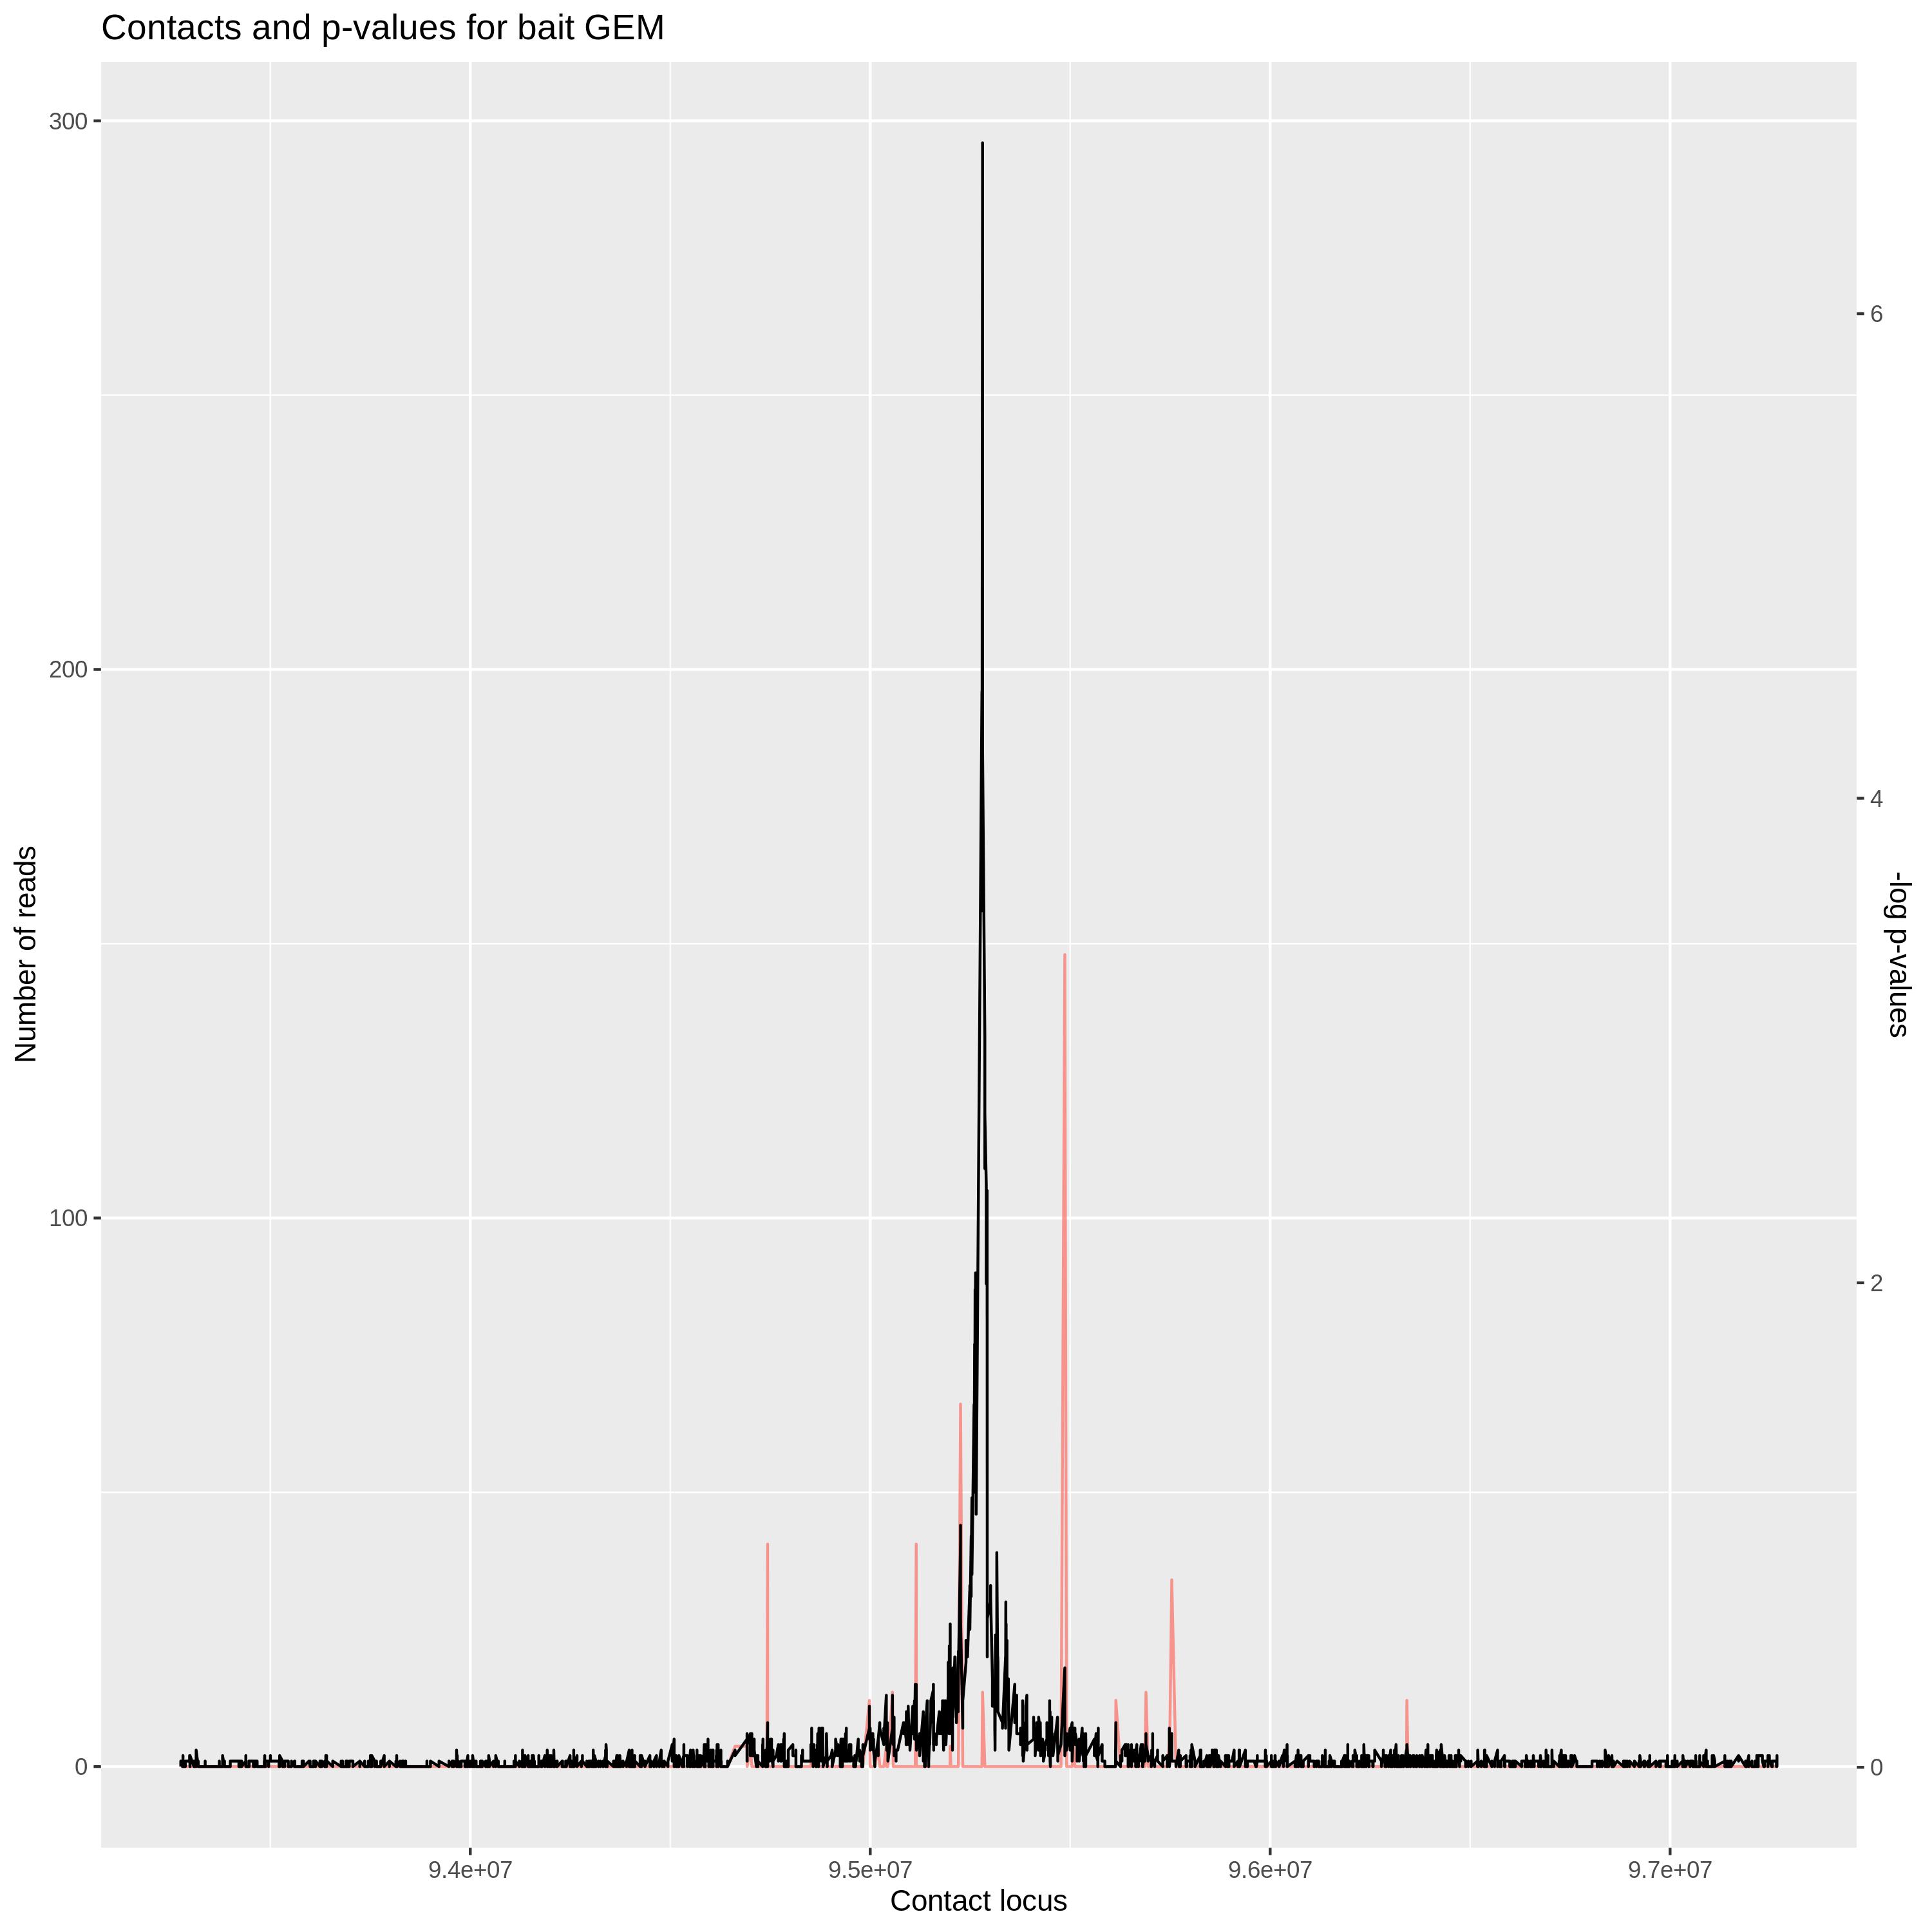 Contacts and p-values for bait GEM
300
200
100
0
Number of reads
6
4
2
0
-log p-values
9.4e+07
9.5e+07
9.6e+07
9.7e+07
Contact locus